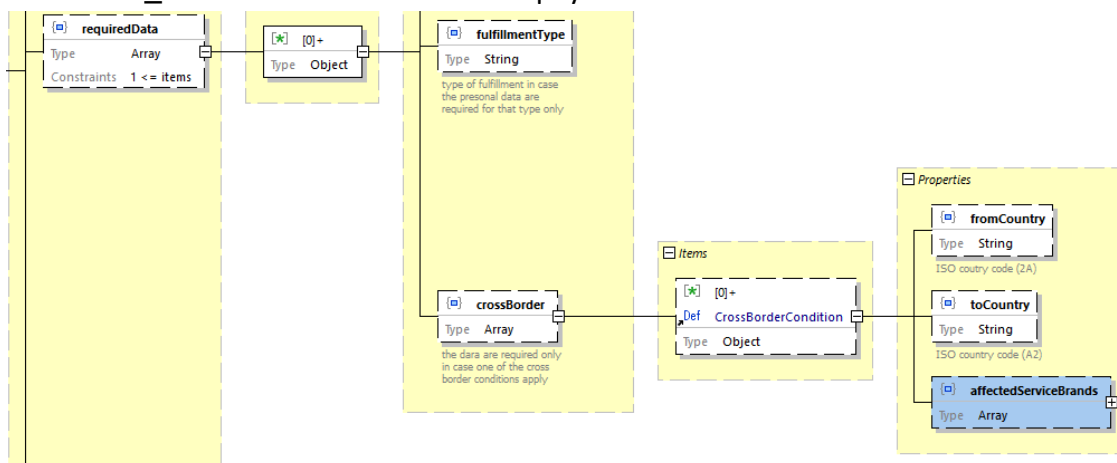 requiredData
Type Array
Constraints 1 <= items
[0]+
Type Object
fulfillmentType
Type String
type of fulfillment in case
the presonal data are
required for that type only
crossBorder
Type Array
the dara are required only
in case one of the cross
border conditions apply
Items
[0]+
Def CrossBorderCondition
Type Object
Properties
fromCountry
Type String
ISO coutry code (2A)
toCountry
Type String
ISO country code (A2)
affectedServiceBrands
Type Array